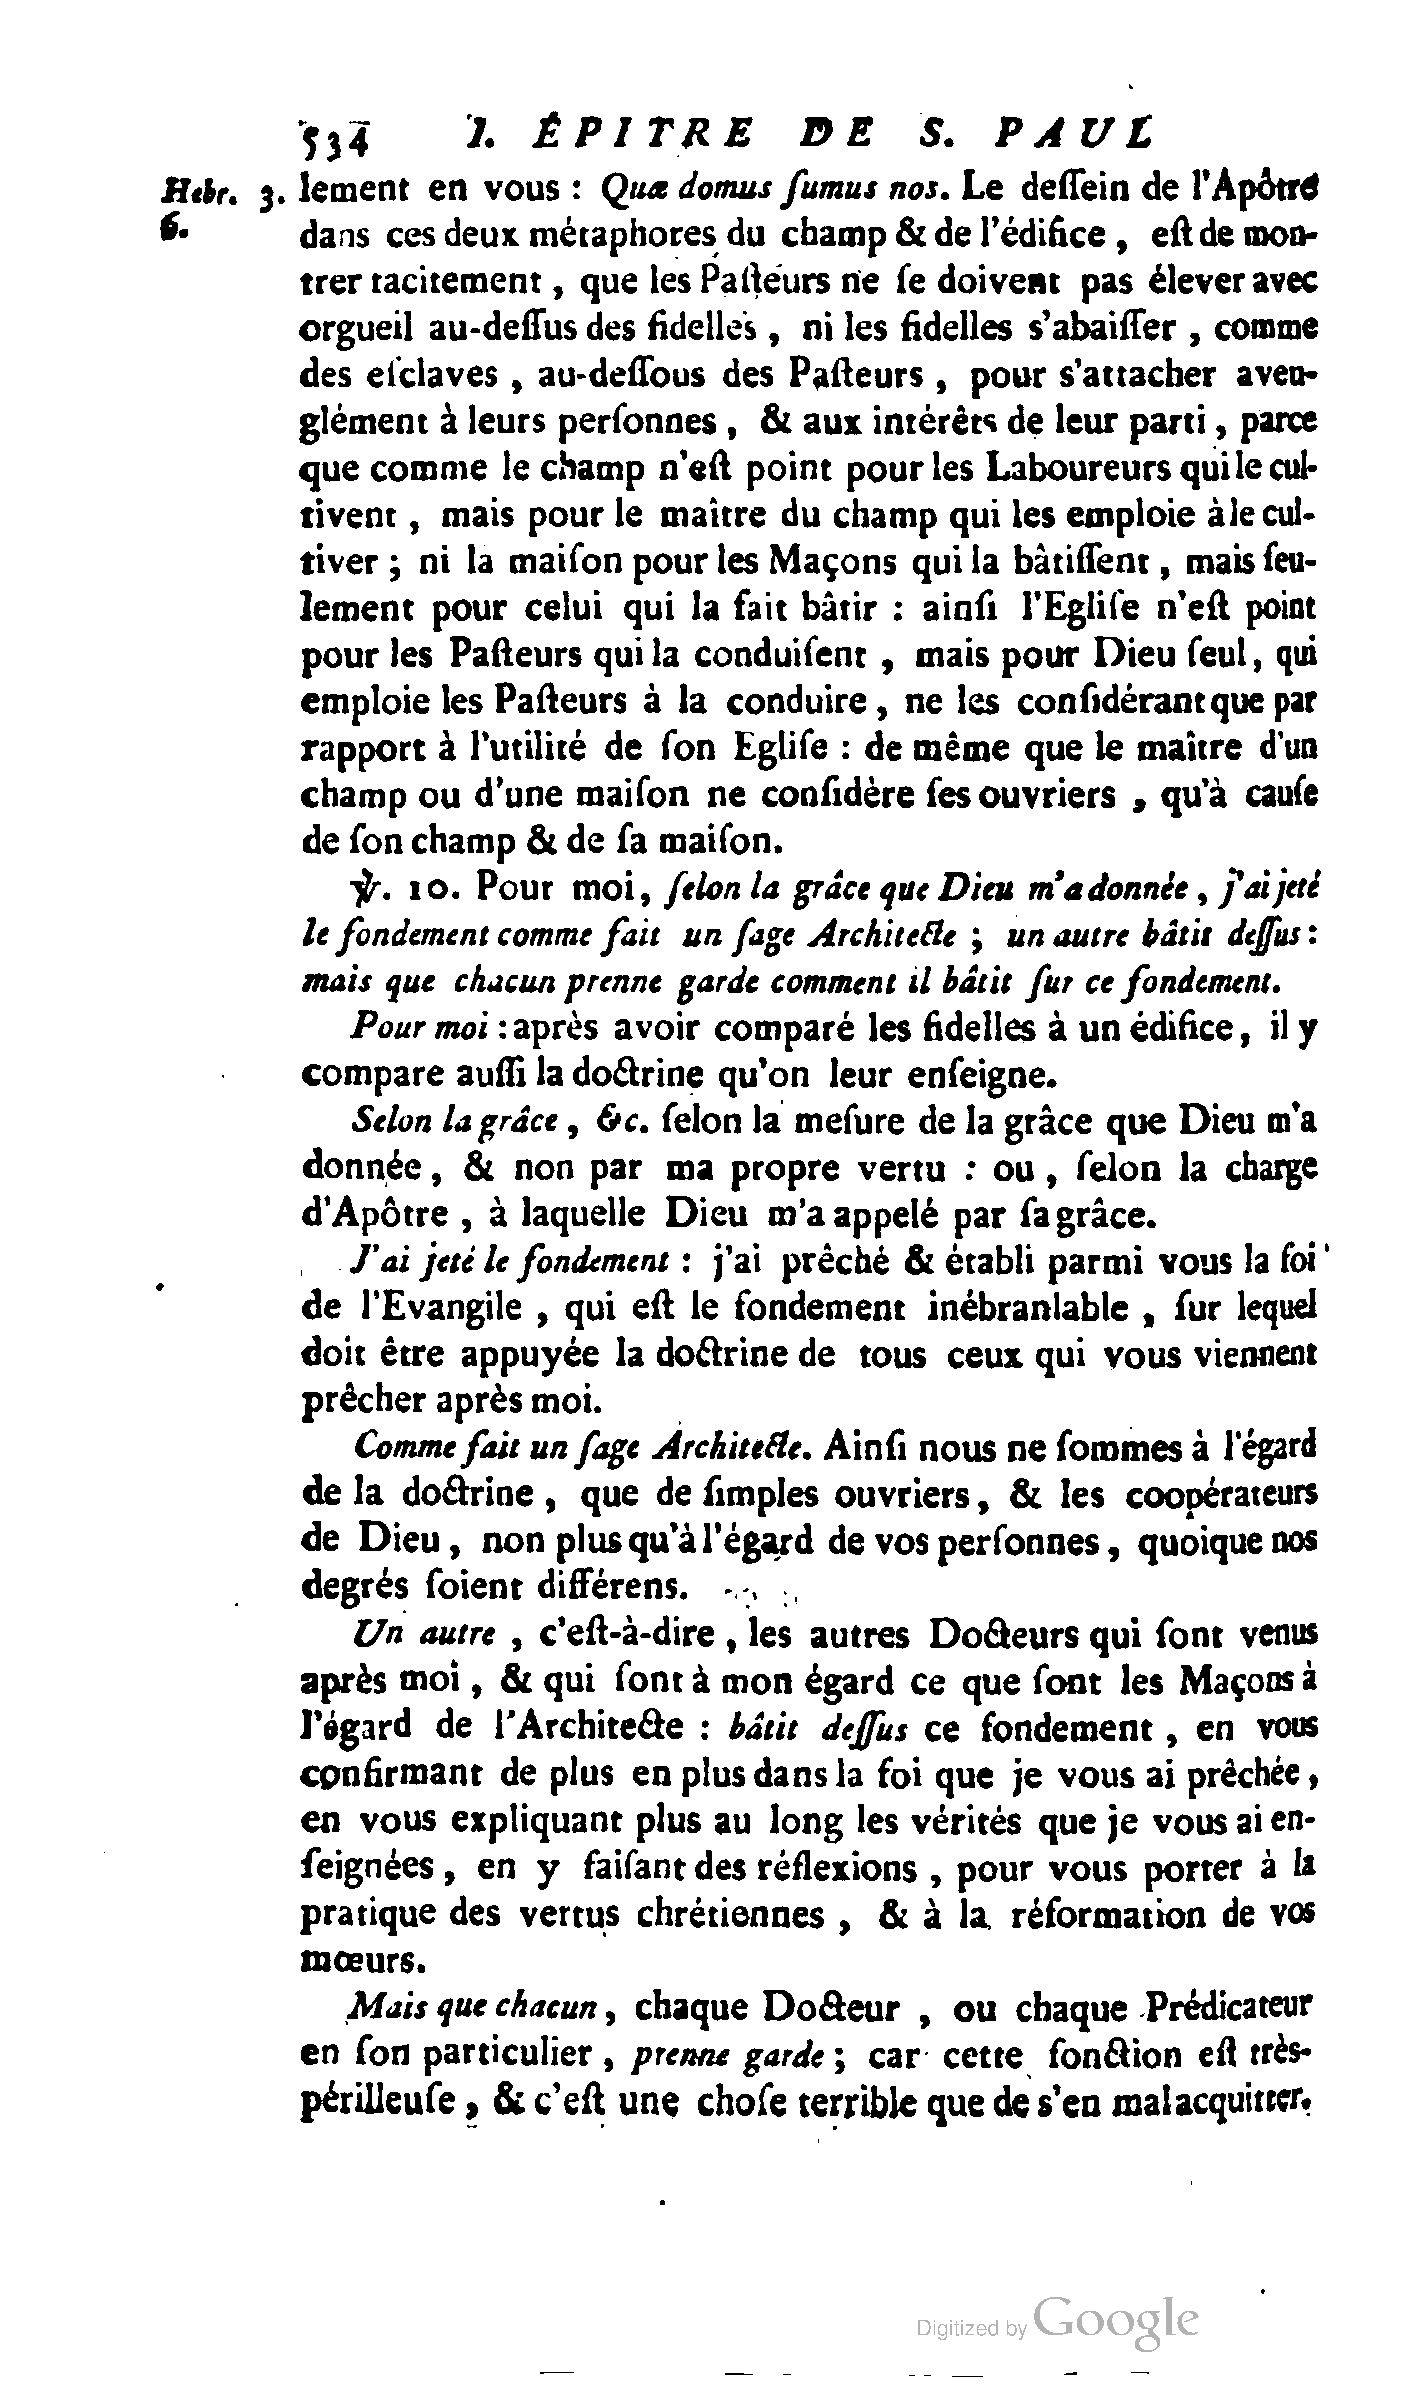 534 I. ÉPITRE DE S. PAUL
Hebr. 3. lement en vous : Quæ domus ſumus nos. Le deſſein de l'Apôtre
6. dans ces deux métaphores du champ & de l'édifice, eſt de mon-
trer tacitement, que les Paſteurs ne ſe doivent pas élever avec
orgueil au-deſſus des fidelles, ni les fidelles s'abaiſſer, comme
des eſclaves, au-deſſous des Paſteurs, pour s'attacher aveu-
glément à leurs perſonnes, & aux intérêts de leur parti, parce
que comme le champ n'eſt point pour les Laboureurs qui le cul-
tivent, mais pour le maître du champ qui les emploie à le cul-
tiver ; ni la maiſon pour les Maçons qui la bâtiſſent, mais ſeu-
lement pour celui qui la fait bâtir : ainſi l'Egliſe n'eſt point
pour les Paſteurs qui la conduiſent, mais pour Dieu ſeul, qui
emploie les Paſteurs à la conduire, ne les conſidérant que par
rapport à l'utilité de ſon Egliſe : de même que le maître d'un
champ ou d'une maiſon ne conſidère ſes ouvriers, qu'à cauſe
de ſon champ & de ſa maiſon.
℣. 10. Pour moi, ſelon la grâce que Dieu m'a donnée, j'ai jeté
le fondement comme fait un ſage Architecte ; un autre bâtit deſſus :
mais que chacun prenne garde comment il bâtit ſur ce fondement.
Pour moi : après avoir comparé les fidelles à un édifice, il y
compare auſſi la doctrine qu'on leur enſeigne.
Selon la grâce, &c. ſelon la meſure de la grâce que Dieu m'a
donnée, & non par ma propre vertu : ou, ſelon la charge
d'Apôtre, à laquelle Dieu m'a appelé par ſa grâce.
J'ai jeté le fondement : j'ai prêché & établi parmi vous la foi
de l'Evangile, qui eſt le fondement inébranlable, ſur lequel
doit être appuyée la doctrine de tous ceux qui vous viennent
prêcher après moi.
Comme fait un ſage Architecte. Ainſi nous ne ſommes à l'égard
de la doctrine, que de ſimples ouvriers, & les coopérateurs
de Dieu, non plus qu'à l'égard de vos perſonnes, quoique nos
degrés ſoient différens.
Un autre, c'eſt-à-dire, les autres Docteurs qui ſont venus
après moi, & qui ſont à mon égard ce que ſont les Maçons à
l'égard de l'Architecte : bâtit deſſus ce fondement, en vous
confirmant de plus en plus dans la foi que je vous ai prêchée,
en vous expliquant plus au long les vérités que je vous ai en-
ſeignées, en y faiſant des réflexions, pour vous porter à la
pratique des vertus chrétiennes, & à la réformation de vos
mœurs.
Mais que chacun, chaque Docteur, ou chaque Prédicateur
en ſon particulier, prenne garde ; car cette fonction eſt très-
périlleuſe, & c'eſt une choſe terrible que de s'en mal acquitter.
Digitized by Google